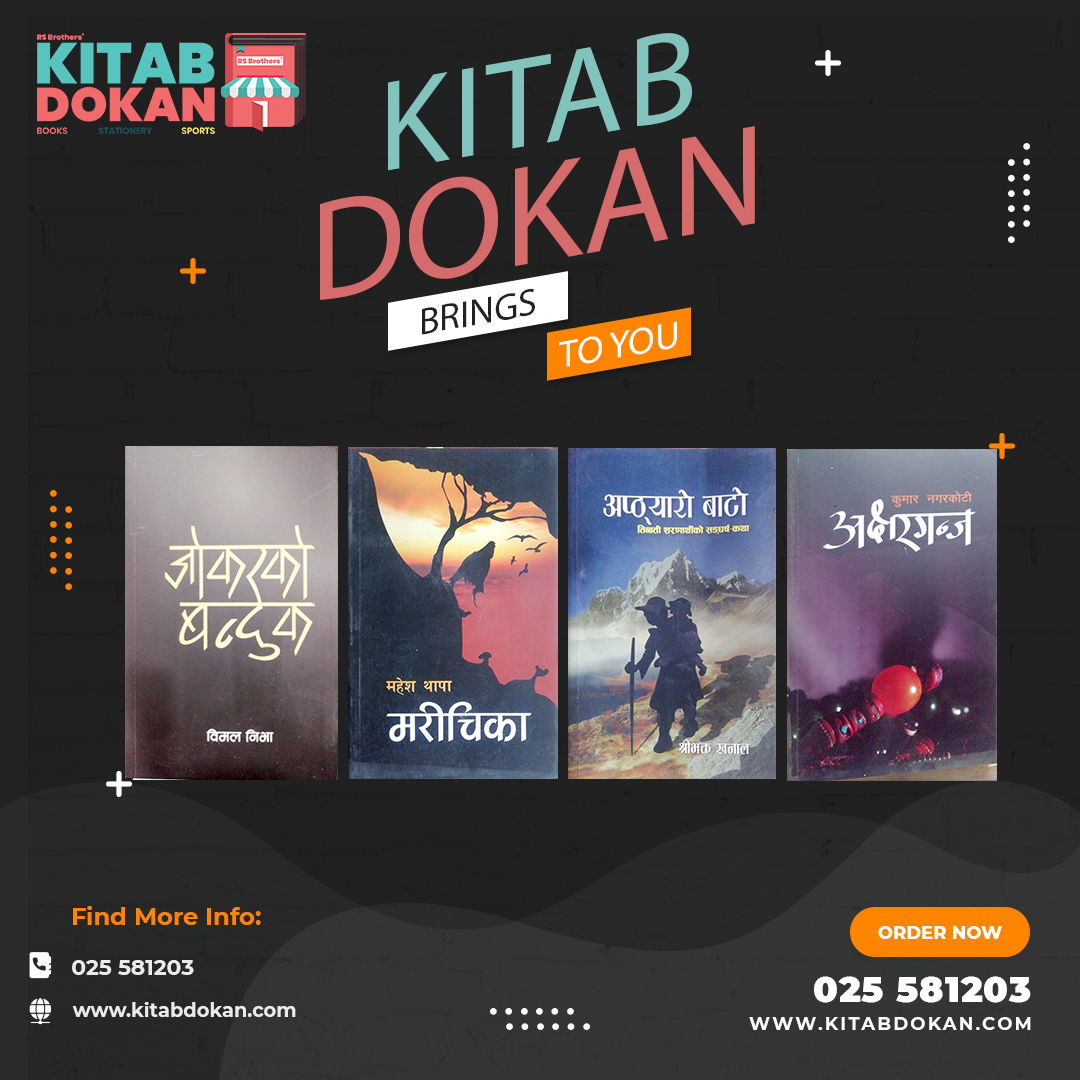 RS Brothers'
KITAB
DOKAN
BOOKS STATIONERY SPORTS
RS Brothers'
KITAB
DOKAN
BRINGS
TO YOU
जोकरको
बन्दुक
विमल निभा
महेश थापा
मरीचिका
अप्ठ्यारो बाटो
तिब्बती शरणार्थीको सङ्घर्ष-कथा
श्रीभक्त खनाल
कुमार नगरकोटी
अक्षरगन्ज
Find More Info:
025 581203
www.kitabdokan.com
ORDER NOW
025 581203
WWW.KITABDOKAN.COM